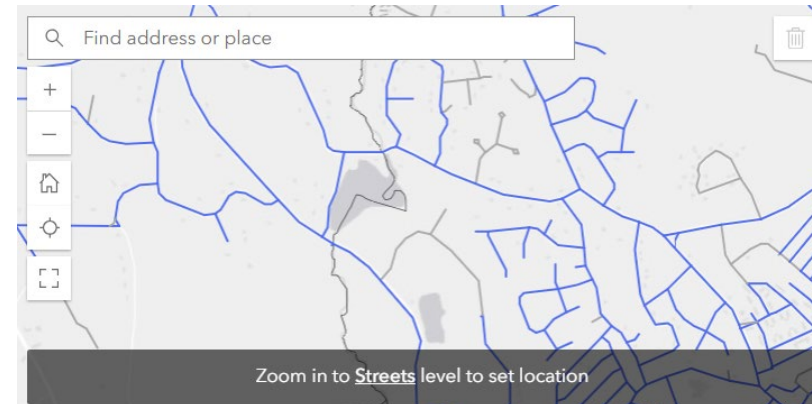 Find address or place
+
−
Zoom in to Streets level to set location